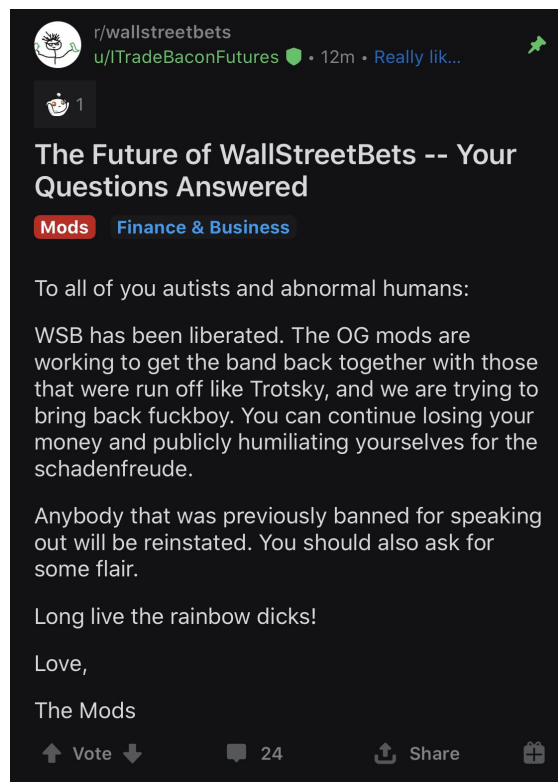 r/wallstreetbets
u/ITradeBaconFutures • 12m • Really lik...
1
The Future of WallStreetBets -- Your
Questions Answered
Mods Finance & Business
To all of you autists and abnormal humans:
WSB has been liberated. The OG mods are
working to get the band back together with those
that were run off like Trotsky, and we are trying to
bring back fuckboy. You can continue losing your
money and publicly humiliating yourselves for the
schadenfreude.
Anybody that was previously banned for speaking
out will be reinstated. You should also ask for
some flair.
Long live the rainbow dicks!
Love,
The Mods
Vote 24 Share